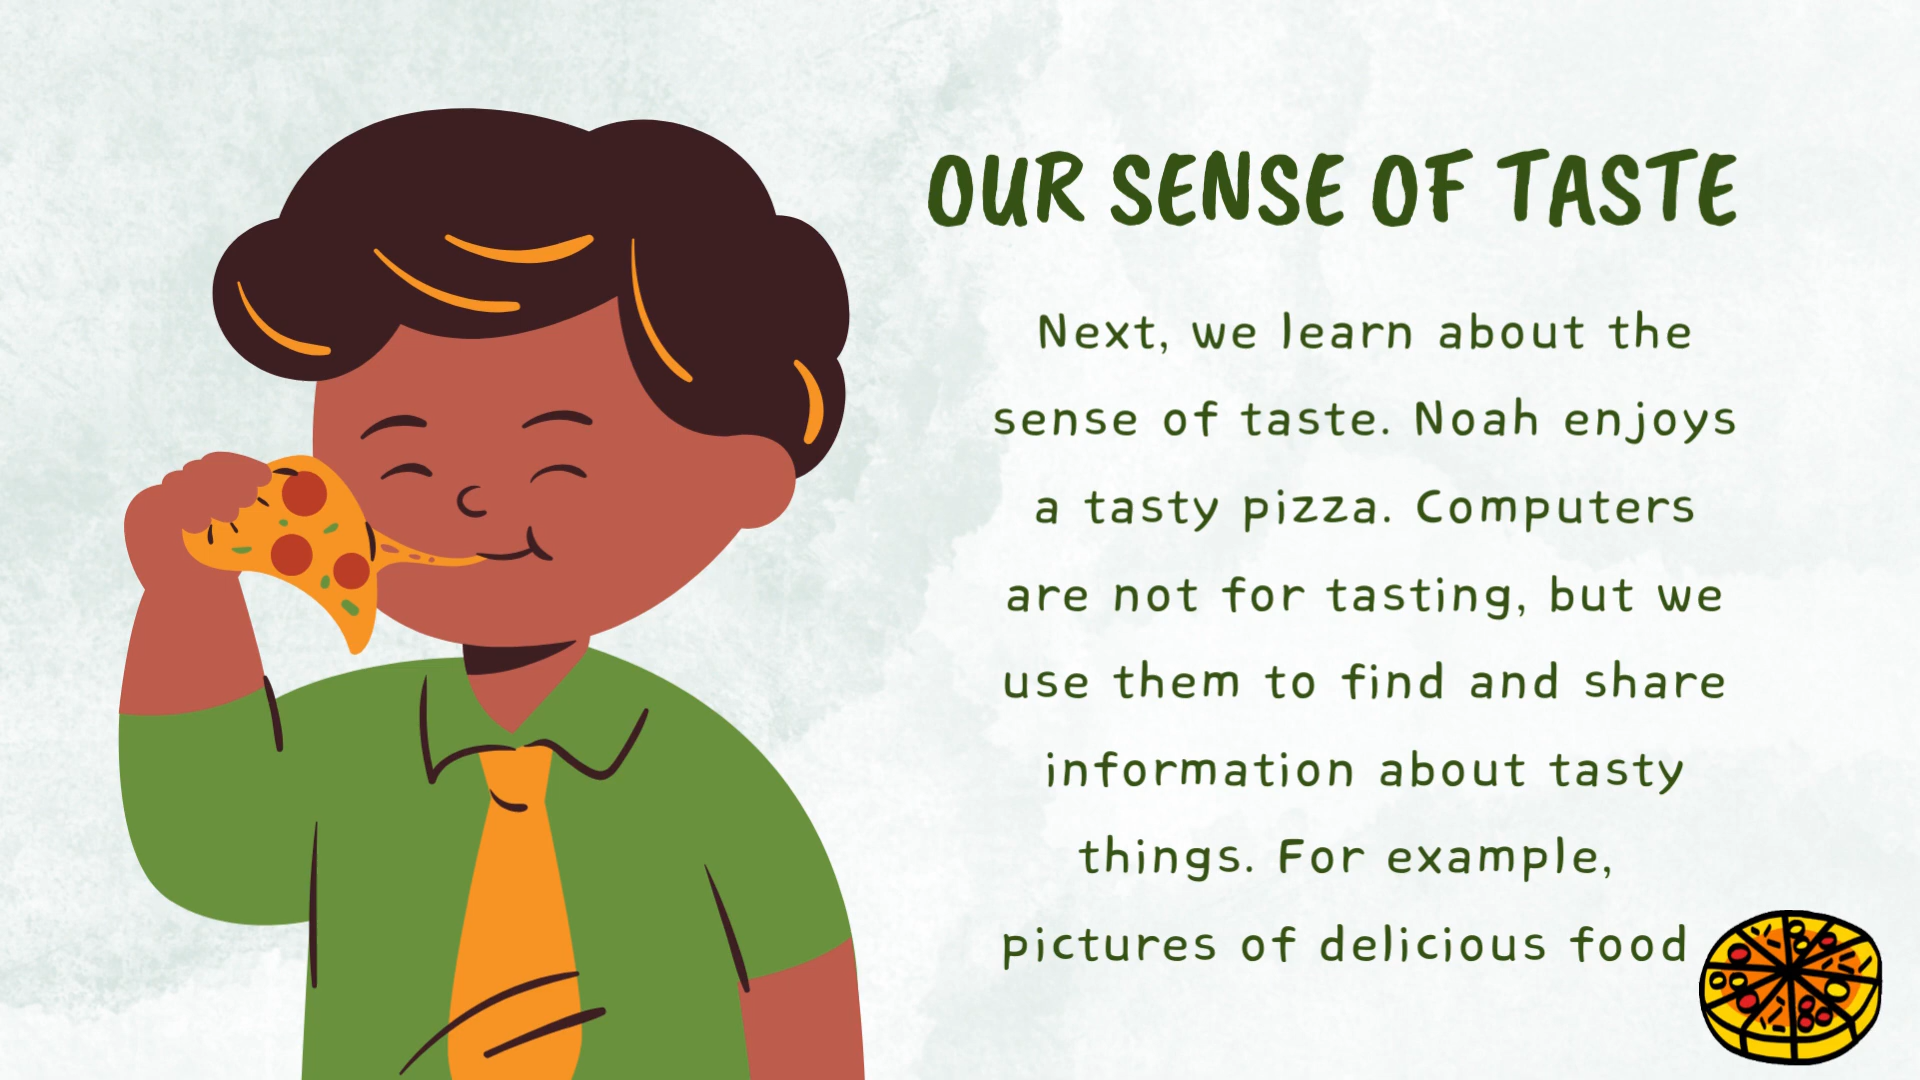 OUR SENSE OF TASTE
Next, we learn about the
sense of taste. Noah enjoys
a tasty pizza. Computers
are not for tasting, but we
use them to find and share
information about tasty
things. For example,
pictures of delicious food